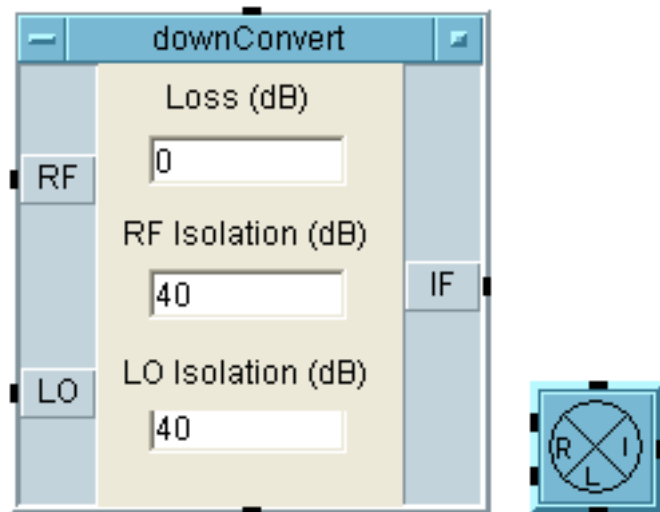 downConvert
Loss (dB)
0
RF
RF Isolation (dB)
40
IF
LO Isolation (dB)
LO
40
R I
L